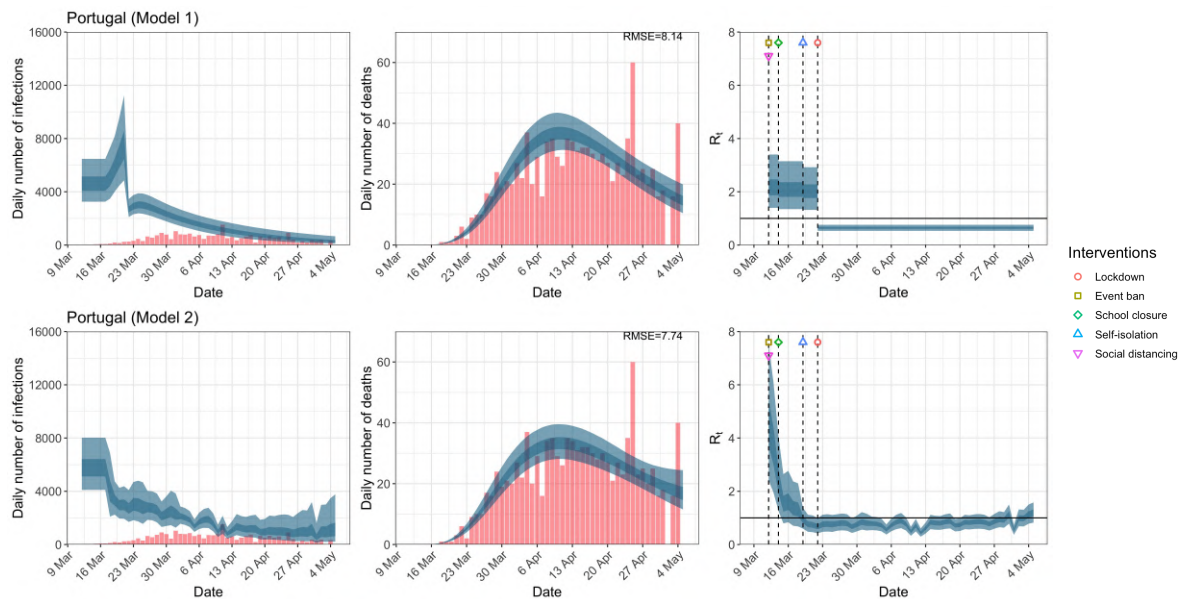 Portugal (Model 1)
Daily number of infections
16000
12000
8000
4000
0
9 Mar
16 Mar
23 Mar
30 Mar
6 Apr
13 Apr
20 Apr
27 Apr
4 May
Date
Daily number of deaths
RMSE=8.14
60
40
20
0
9 Mar
16 Mar
23 Mar
30 Mar
6 Apr
13 Apr
20 Apr
27 Apr
4 May
Date
Rt
8
6
4
2
0
9 Mar
16 Mar
23 Mar
30 Mar
6 Apr
13 Apr
20 Apr
27 Apr
4 May
Date
Interventions
Lockdown
Event ban
School closure
Self-isolation
Social distancing
Portugal (Model 2)
Daily number of infections
16000
12000
8000
4000
0
9 Mar
16 Mar
23 Mar
30 Mar
6 Apr
13 Apr
20 Apr
27 Apr
4 May
Date
Daily number of deaths
RMSE=7.74
60
40
20
0
9 Mar
16 Mar
23 Mar
30 Mar
6 Apr
13 Apr
20 Apr
27 Apr
4 May
Date
Rt
8
6
4
2
0
9 Mar
16 Mar
23 Mar
30 Mar
6 Apr
13 Apr
20 Apr
27 Apr
4 May
Date